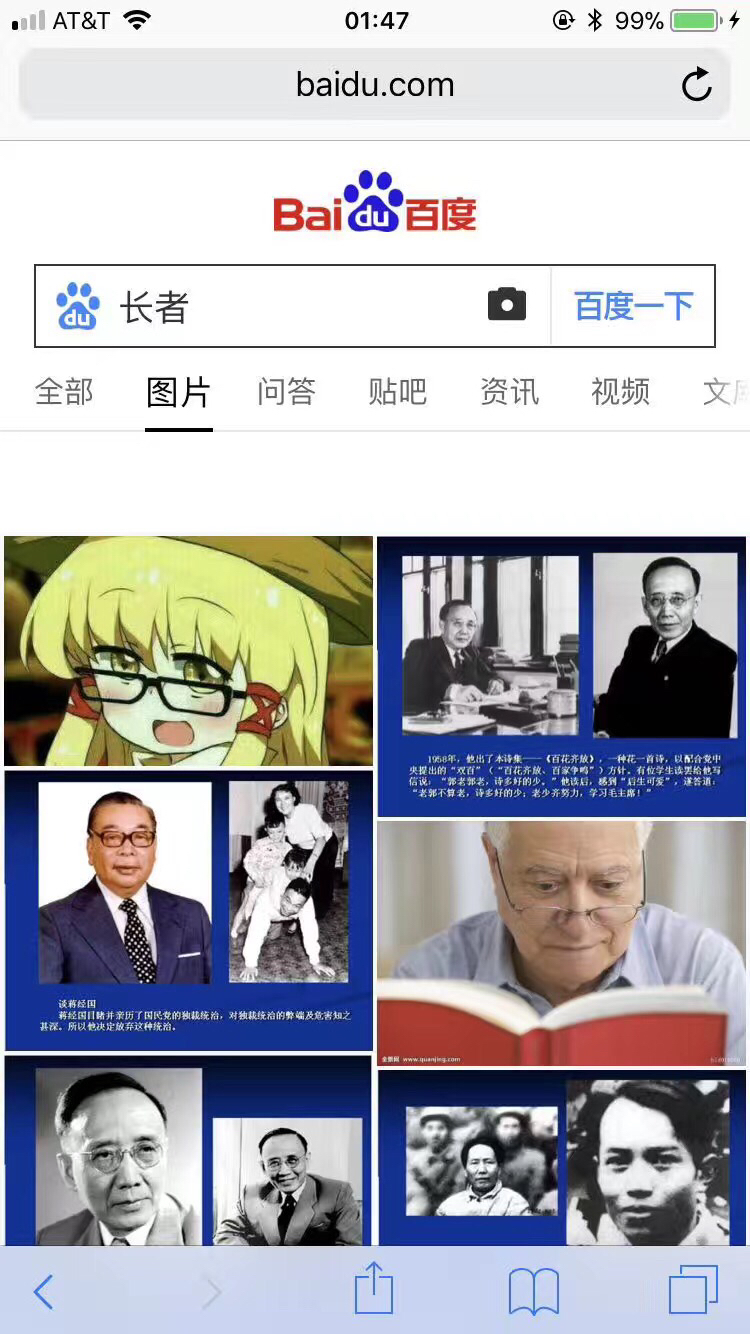 AT&T 01:47 99%
baidu.com
Bai du 百度
du 长者 百度一下
全部 图片 问答 贴吧 资讯 视频 文库
1958年，他出了本诗集——《百花齐放》，一种花一首诗，以配合党中
央提出的“双百”（“百花齐放、百家争鸣”）方针。有位学生读罢给他写
信说：“郭老郭老，诗多好的少。”他读后，感到“后生可爱”，遂答道：
“老郭不算老，诗多好的少；老少齐努力，学习毛主席！”
谈蒋经国
蒋经国目睹并亲历了国民党的独裁统治，对独裁统治的弊端及危害知之
甚深。所以他决定放弃这种统治。
全景网 www.quanjing.com